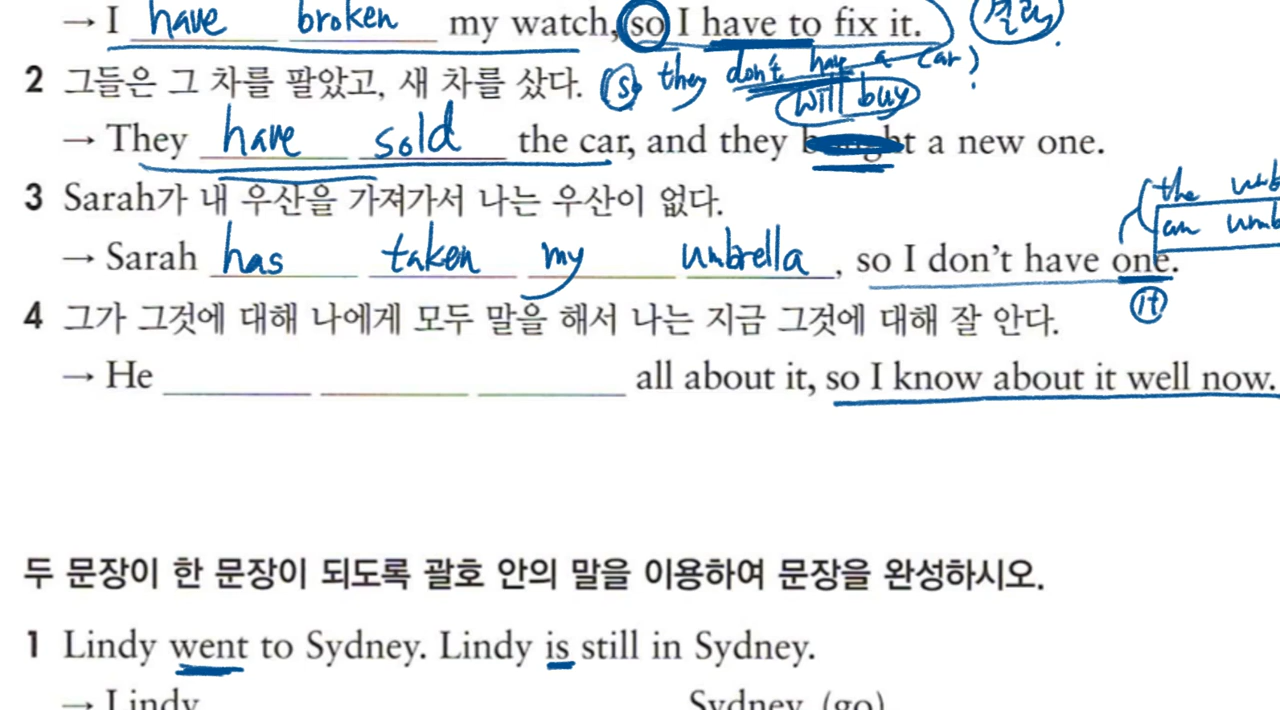 → I have broken my watch, so I have to fix it. 결과
2 그들은 그 차를 팔았고, 새 차를 샀다. so they don't have a car?
will buy
→ They have sold the car, and they bought a new one.
3 Sarah가 내 우산을 가져가서 나는 우산이 없다.
the umb
an umb
→ Sarah has taken my umbrella, so I don't have one.
it
4 그가 그것에 대해 나에게 모두 말을 해서 나는 지금 그것에 대해 잘 안다.
→ He all about it, so I know about it well now.
두 문장이 한 문장이 되도록 괄호 안의 말을 이용하여 문장을 완성하시오.
1 Lindy went to Sydney. Lindy is still in Sydney.
→ Lindy Sydney. (go)